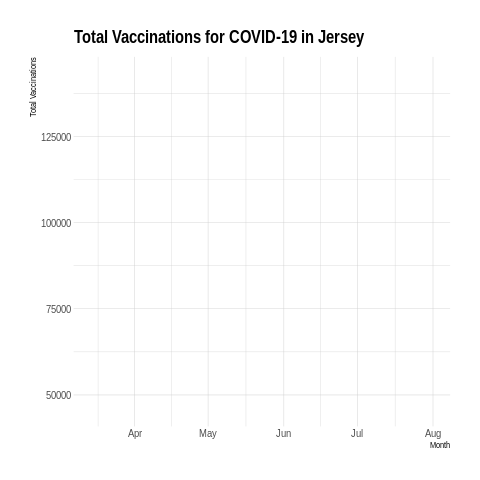 Total Vaccinations for COVID-19 in Jersey
Total Vaccinations
125000
100000
75000
50000
Apr May Jun Jul Aug
Month